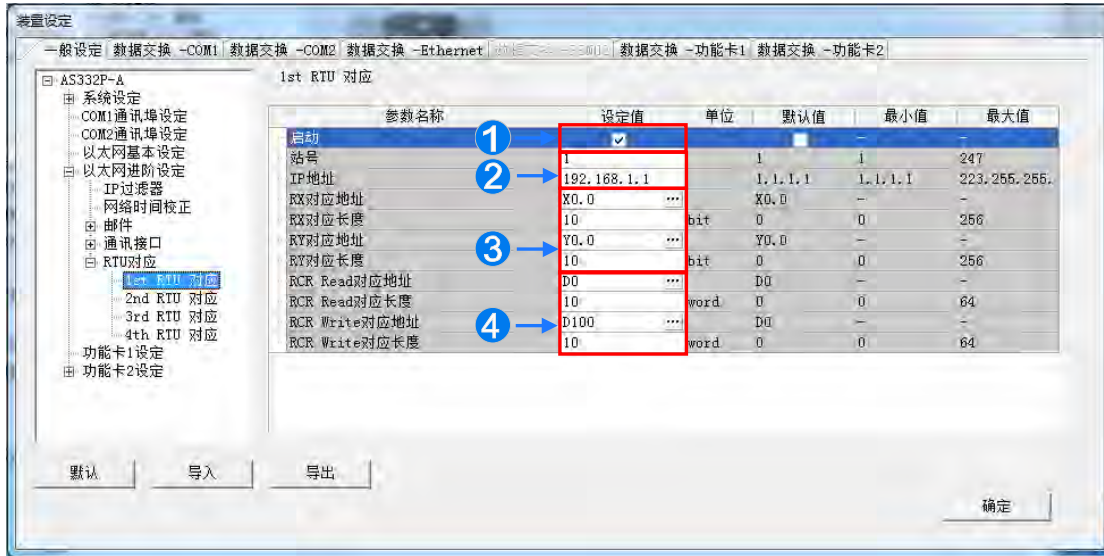 装置设定
一般设定 数据交换 -COM1 数据交换 -COM2 数据交换 -Ethernet 数据交换 -功能卡1 数据交换 -功能卡2
AS332P-A
系统设定
COM1通讯埠设定
COM2通讯埠设定
以太网基本设定
以太网进阶设定
IP过滤器
网络时间校正
邮件
通讯接口
RTU对应
1st RTU 对应
2nd RTU 对应
3rd RTU 对应
4th RTU 对应
功能卡1设定
功能卡2设定
1st RTU 对应
参数名称 设定值 单位 默认值 最小值 最大值
启动 1 - -
站号 1 1 1 247
IP地址 2 192.168.1.1 1.1.1.1 1.1.1.1 223.255.255.
RX对应地址 X0.0 ... X0.0 - -
RX对应长度 10 bit 0 0 256
RY对应地址 3 Y0.0 ... Y0.0 - -
RY对应长度 10 bit 0 0 256
RCR Read对应地址 D0 ... D0 - -
RCR Read对应长度 10 word 0 0 64
RCR Write对应地址 4 D100 ... D0 - -
RCR Write对应长度 10 word 0 0 64
默认 导入 导出
确定